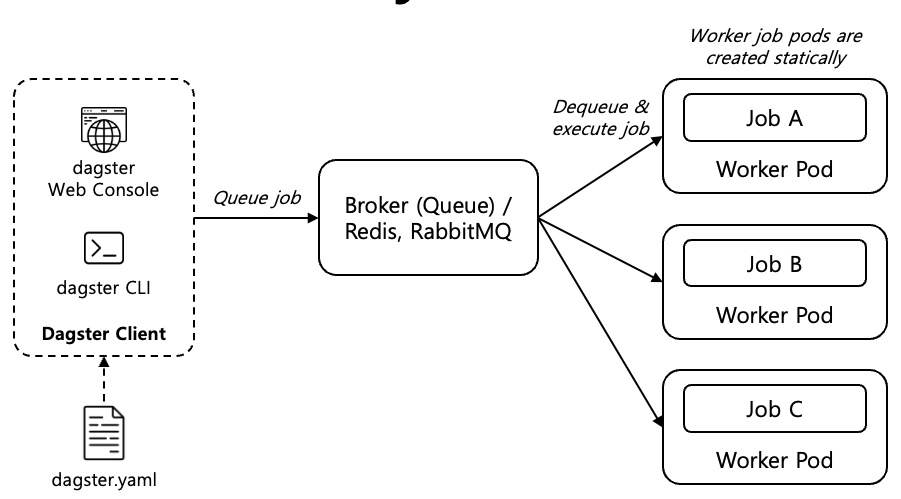 Worker job pods are
created statically
dagster
Web Console
dagster CLI
Dagster Client
dagster.yaml
Queue job
Broker (Queue) /
Redis, RabbitMQ
Dequeue &
execute job
Job A
Worker Pod
Job B
Worker Pod
Job C
Worker Pod